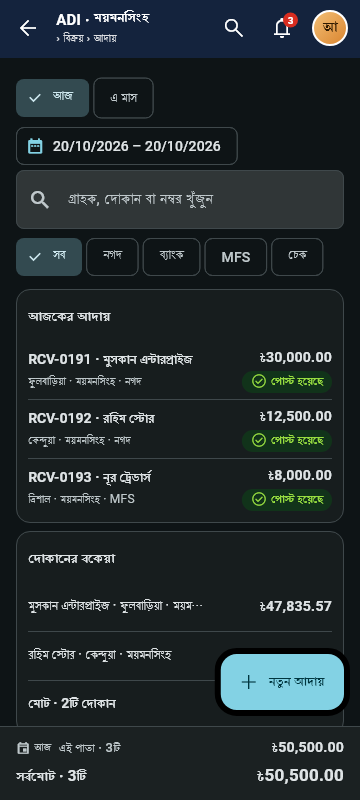 ADI · ময়মনসিংহ
› বিক্রয় › আদায়
3
আ
আজ
এ মাস
20/10/2026 – 20/10/2026
গ্রাহক, দোকান বা নম্বর খুঁজুন
সব
নগদ
ব্যাংক
MFS
চেক
আজকের আদায়
RCV-0191 · মুসকান এন্টারপ্রাইজ
৳30,000.00
ফুলবাড়িয়া · ময়মনসিংহ · নগদ
পোস্ট হয়েছে
RCV-0192 · রহিম স্টোর
৳12,500.00
কেন্দুয়া · ময়মনসিংহ · নগদ
পোস্ট হয়েছে
RCV-0193 · নূর ট্রেডার্স
৳8,000.00
ত্রিশাল · ময়মনসিংহ · MFS
পোস্ট হয়েছে
দোকানের বকেয়া
মুসকান এন্টারপ্রাইজ · ফুলবাড়িয়া · ময়ম…
৳47,835.57
রহিম স্টোর · কেন্দুয়া · ময়মনসিংহ
নতুন আদায়
মোট · 2টি দোকান
আজ এই পাতা · 3টি
৳50,500.00
সর্বমোট · 3টি
৳50,500.00